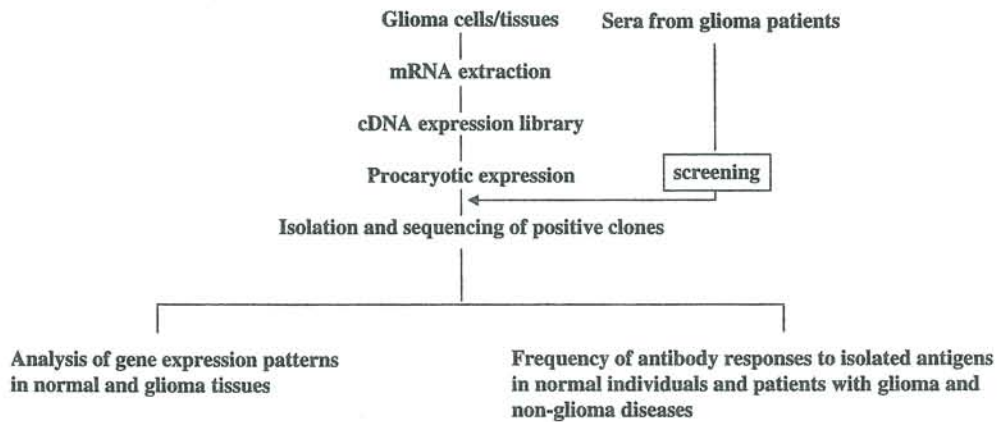 Glioma cells/tissues
Sera from glioma patients
mRNA extraction
cDNA expression library
Procaryotic expression
screening
Isolation and sequencing of positive clones
Analysis of gene expression patterns
in normal and glioma tissues
Frequency of antibody responses to isolated antigens
in normal individuals and patients with glioma and
non-glioma diseases